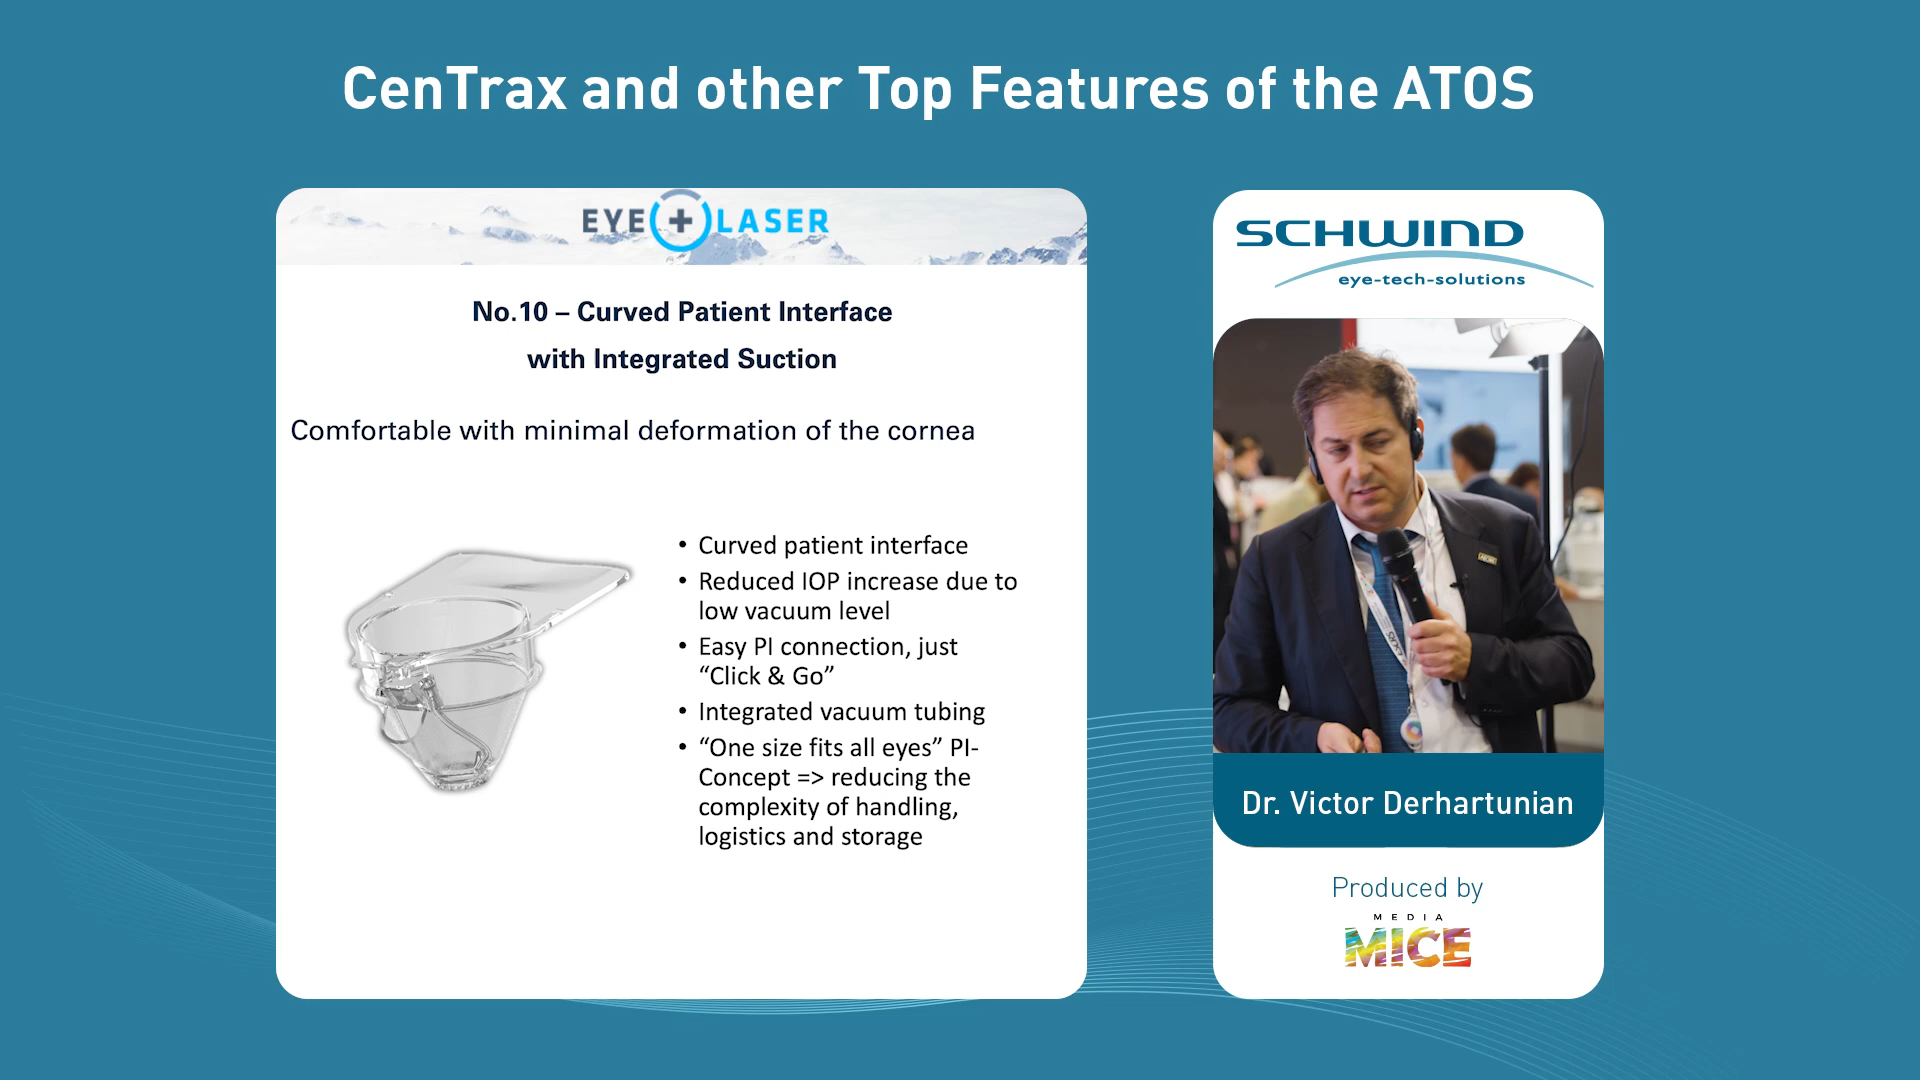 CenTrax and other Top Features of the ATOS
EYE LASER
No.10 – Curved Patient Interface
with Integrated Suction
Comfortable with minimal deformation of the cornea
• Curved patient interface
• Reduced IOP increase due to
low vacuum level
• Easy PI connection, just
“Click & Go”
• Integrated vacuum tubing
• “One size fits all eyes” PI-
Concept => reducing the
complexity of handling,
logistics and storage
SCHWIND
eye-tech-solutions
Dr. Victor Derhartunian
Produced by
MEDIA
MICE